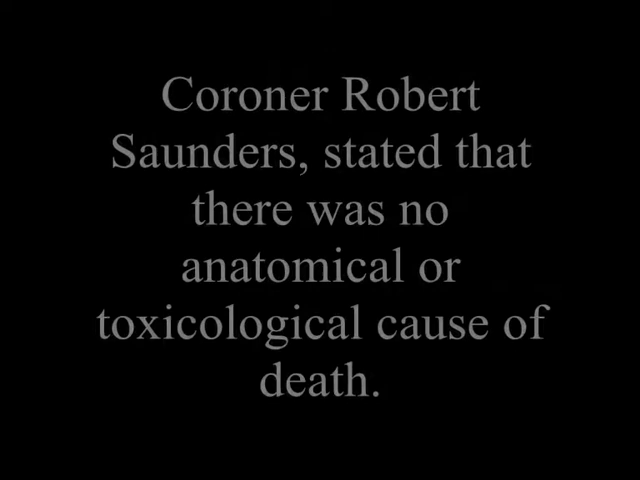 Coroner Robert
Saunders, stated that
there was no
anatomical or
toxicological cause of
death.